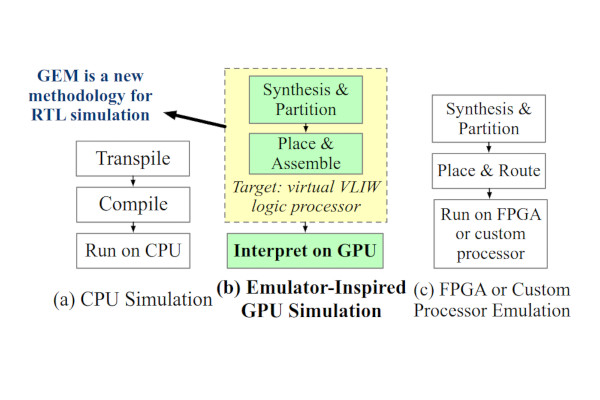 GEM is a new
methodology for
RTL simulation
Transpile
Compile
Run on CPU
(a) CPU Simulation
Synthesis &
Partition
Place &
Assemble
Target: virtual VLIW
logic processor
Interpret on GPU
(b) Emulator-Inspired
GPU Simulation
Synthesis &
Partition
Place & Route
Run on FPGA
or custom
processor
(c) FPGA or Custom
Processor Emulation